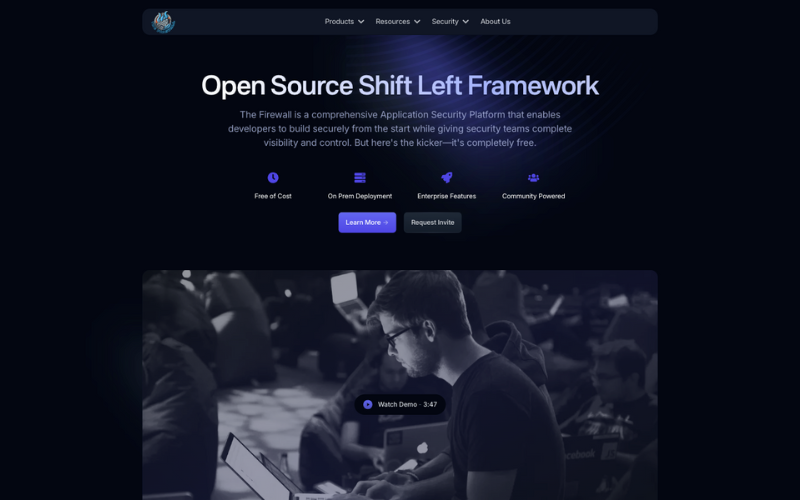 Products Resources Security About Us
Open Source Shift Left Framework
The Firewall is a comprehensive Application Security Platform that enables
developers to build securely from the start while giving security teams complete
visibility and control. But here's the kicker—it's completely free.
Free of Cost On Prem Deployment Enterprise Features Community Powered
Learn More → Request Invite
Watch Demo - 3:47
facebook